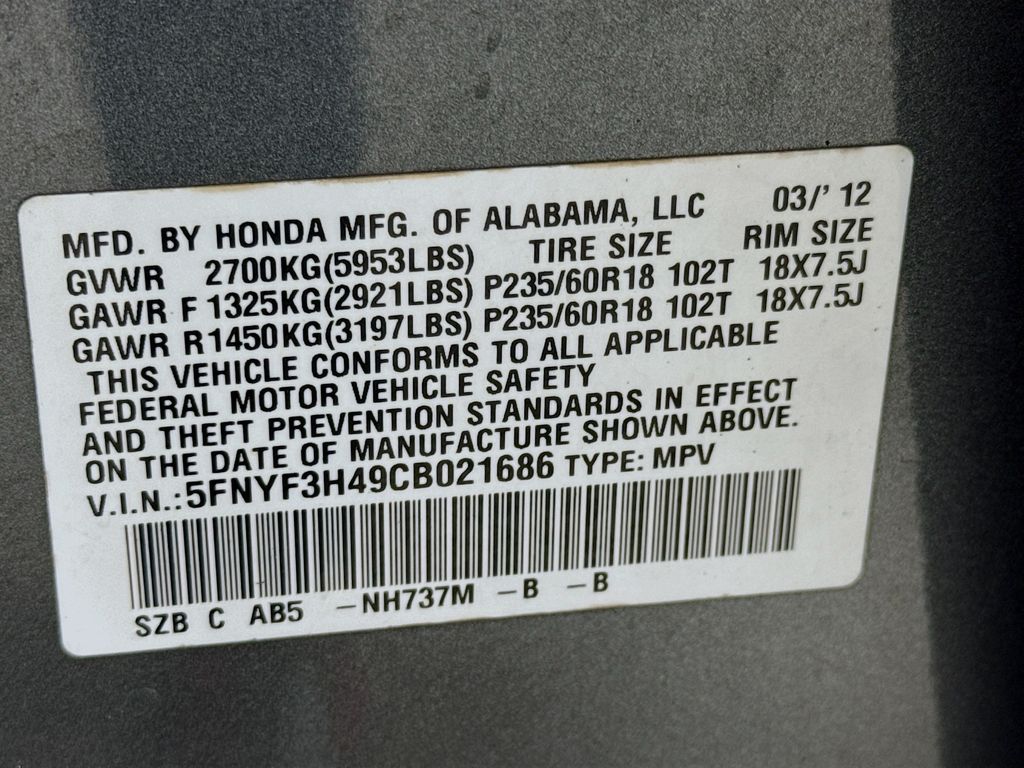 MFD. BY HONDA MFG. OF ALABAMA, LLC 03/' 12
GVWR 2700KG(5953LBS) TIRE SIZE RIM SIZE
GAWR F 1325KG(2921LBS) P235/60R18 102T 18X7.5J
GAWR R1450KG(3197LBS) P235/60R18 102T 18X7.5J
THIS VEHICLE CONFORMS TO ALL APPLICABLE
FEDERAL MOTOR VEHICLE SAFETY
AND THEFT PREVENTION STANDARDS IN EFFECT
ON THE DATE OF MANUFACTURE SHOWN ABOVE.
V.I.N.: 5FNYF3H49CB021686 TYPE: MPV
SZB C AB5 –NH737M –B –B